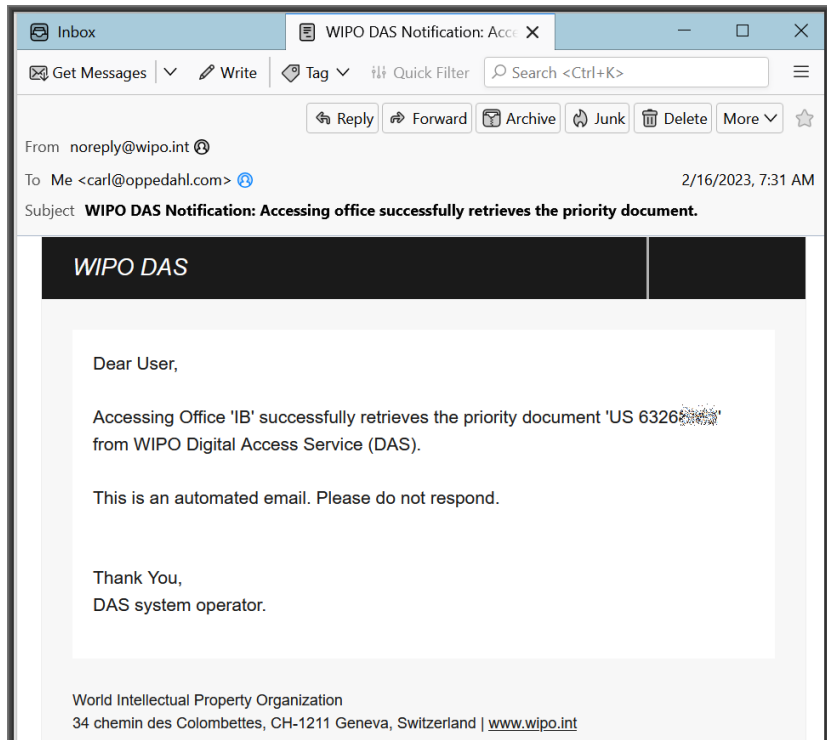 Inbox
WIPO DAS Notification: Acce
Get Messages Write Tag Quick Filter Search <Ctrl+K>
Reply Forward Archive Junk Delete More
From noreply@wipo.int
To Me <carl@oppedahl.com> 2/16/2023, 7:31 AM
Subject WIPO DAS Notification: Accessing office successfully retrieves the priority document.
WIPO DAS
Dear User,
Accessing Office 'IB' successfully retrieves the priority document 'US 6326 '
from WIPO Digital Access Service (DAS).
This is an automated email. Please do not respond.
Thank You,
DAS system operator.
World Intellectual Property Organization
34 chemin des Colombettes, CH-1211 Geneva, Switzerland | www.wipo.int